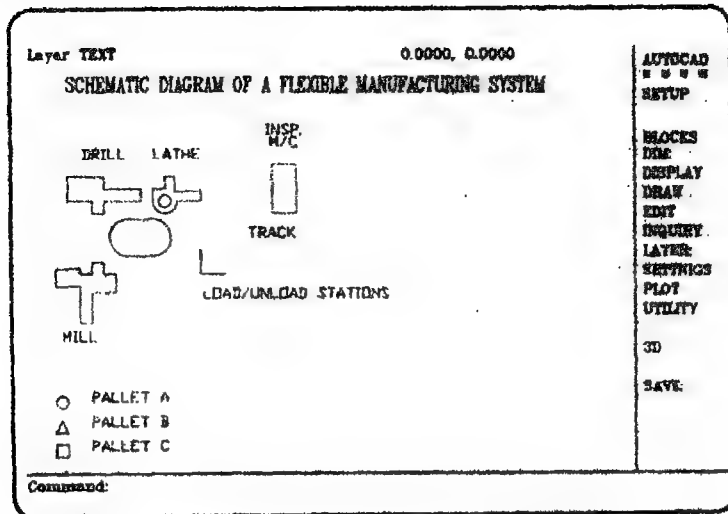 Layer TEXT 0.0000, 0.0000
SCHEMATIC DIAGRAM OF A FLEXIBLE MANUFACTURING SYSTEM
INSP.
M/C
DRILL LATHE
TRACK
LOAD/UNLOAD STATIONS
MILL
PALLET A
PALLET B
PALLET C
Command:
AUTOCAD
* * * *
SETUP
BLOCKS
DIM:
DISPLAY
DRAW
EDIT
INQUIRY
LAYER:
SETTNIGS
PLOT
UTILITY
3D
SAVE: